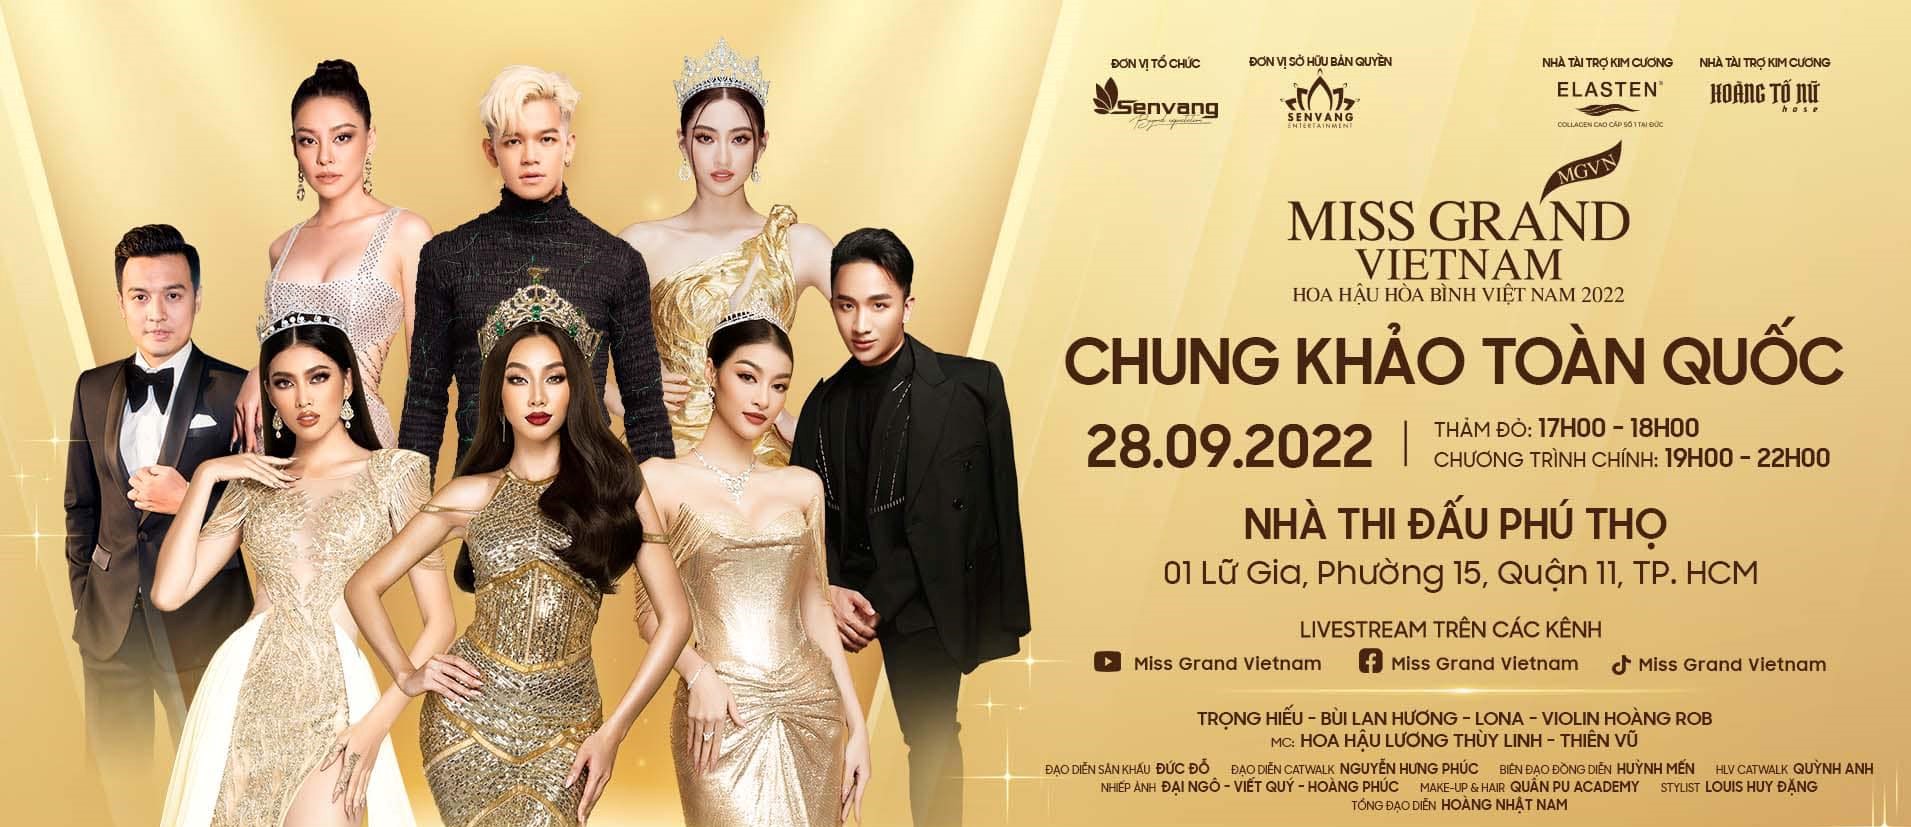 ĐƠN VỊ TỔ CHỨC
Senvang
ĐƠN VỊ SỞ HỮU BẢN QUYỀN
SENVANG
ENTERTAINMENT
NHÀ TÀI TRỢ KIM CƯƠNG
ELASTEN®
COLLAGEN CAO CẤP SỐ 1 TẠI ĐỨC
NHÀ TÀI TRỢ KIM CƯƠNG
HOÀNG TỐ NỮ
hose
MGVN
MISS GRAND
VIETNAM
HOA HẬU HÒA BÌNH VIỆT NAM 2022
CHUNG KHẢO TOÀN QUỐC
28.09.2022
THẢM ĐỎ: 17H00 - 18H00
CHƯƠNG TRÌNH CHÍNH: 19H00 - 22H00
NHÀ THI ĐẤU PHÚ THỌ
01 Lữ Gia, Phường 15, Quận 11, TP. HCM
LIVESTREAM TRÊN CÁC KÊNH
Miss Grand Vietnam Miss Grand Vietnam Miss Grand Vietnam
TRỌNG HIẾU - BÙI LAN HƯƠNG - LONA - VIOLIN HOÀNG ROB
MC: HOA HẬU LƯƠNG THÙY LINH - THIÊN VŨ
ĐẠO DIỄN SÂN KHẤU ĐỨC ĐỖ ĐẠO DIỄN CATWALK NGUYỄN HƯNG PHÚC BIÊN ĐẠO ĐỒNG DIỄN HUỲNH MẾN HLV CATWALK QUỲNH ANH
NHIẾP ẢNH ĐẠI NGÔ - VIẾT QUÝ - HOÀNG PHÚC MAKE-UP & HAIR QUÂN PU ACADEMY STYLIST LOUIS HUY ĐẶNG
TỔNG ĐẠO DIỄN HOÀNG NHẬT NAM